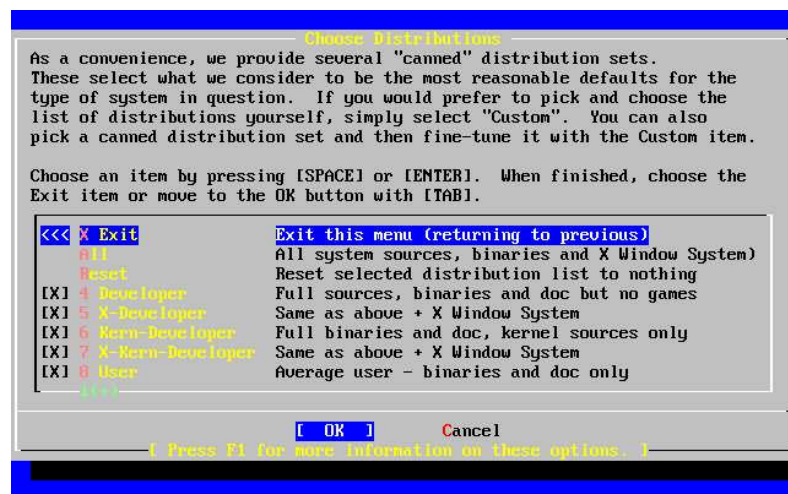 Choose Distributions
As a convenience, we provide several "canned" distribution sets.
These select what we consider to be the most reasonable defaults for the
type of system in question.  If you would prefer to pick and choose the
list of distributions yourself, simply select "Custom".  You can also
pick a canned distribution set and then fine-tune it with the Custom item.
Choose an item by pressing [SPACE] or [ENTER].  When finished, choose the
Exit item or move to the OK button with [TAB].
<<< X Exit Exit this menu (returning to previous)
All All system sources, binaries and X Window System)
Reset Reset selected distribution list to nothing
[X] 4 Developer Full sources, binaries and doc but no games
[X] 5 X-Developer Same as above + X Window System
[X] 6 Kern-Developer Full binaries and doc, kernel sources only
[X] 7 X-Kern-Developer Same as above + X Window System
[X] 8 User Average user - binaries and doc only
[ OK ] Cancel
[ Press F1 for more information on these options. ]